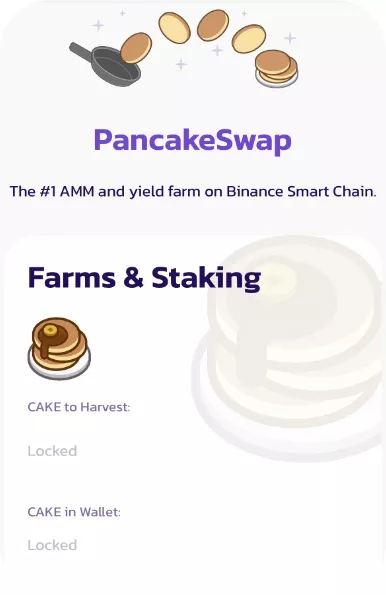 PancakeSwap
The #1 AMM and yield farm on Binance Smart Chain.
Farms & Staking
CAKE to Harvest:
Locked
CAKE in Wallet:
Locked